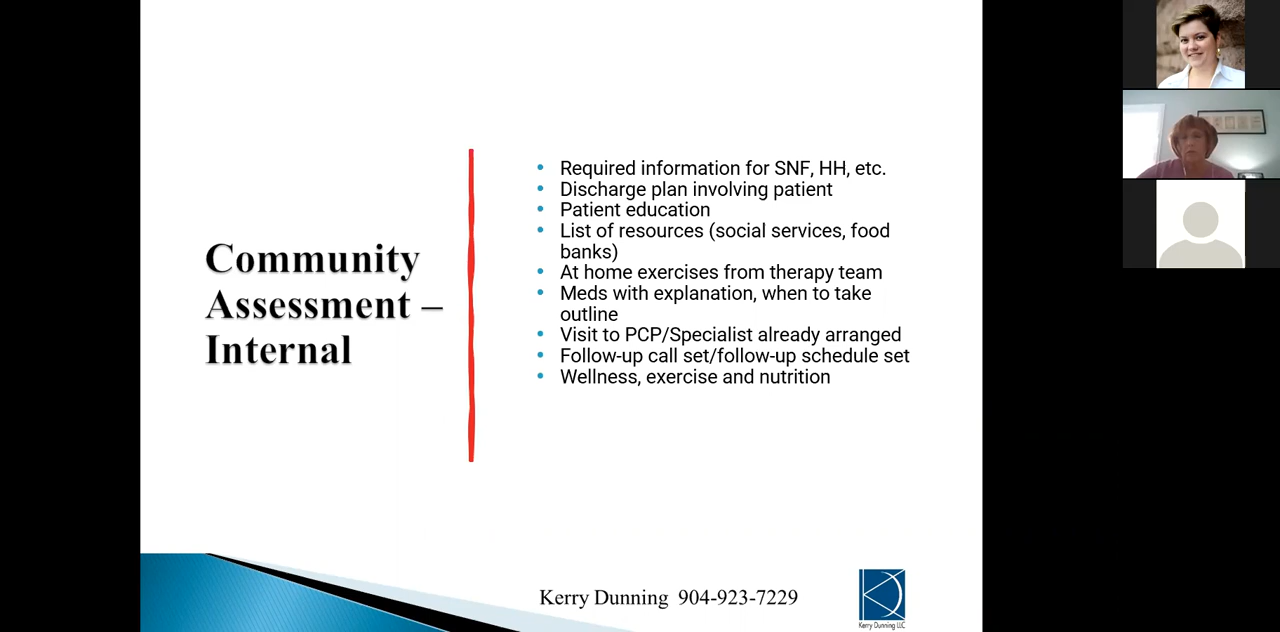 Community
Assessment –
Internal
• Required information for SNF, HH, etc.
• Discharge plan involving patient
• Patient education
• List of resources (social services, food
banks)
• At home exercises from therapy team
• Meds with explanation, when to take
outline
• Visit to PCP/Specialist already arranged
• Follow-up call set/follow-up schedule set
• Wellness, exercise and nutrition
Kerry Dunning 904-923-7229
Kerry Dunning LLC